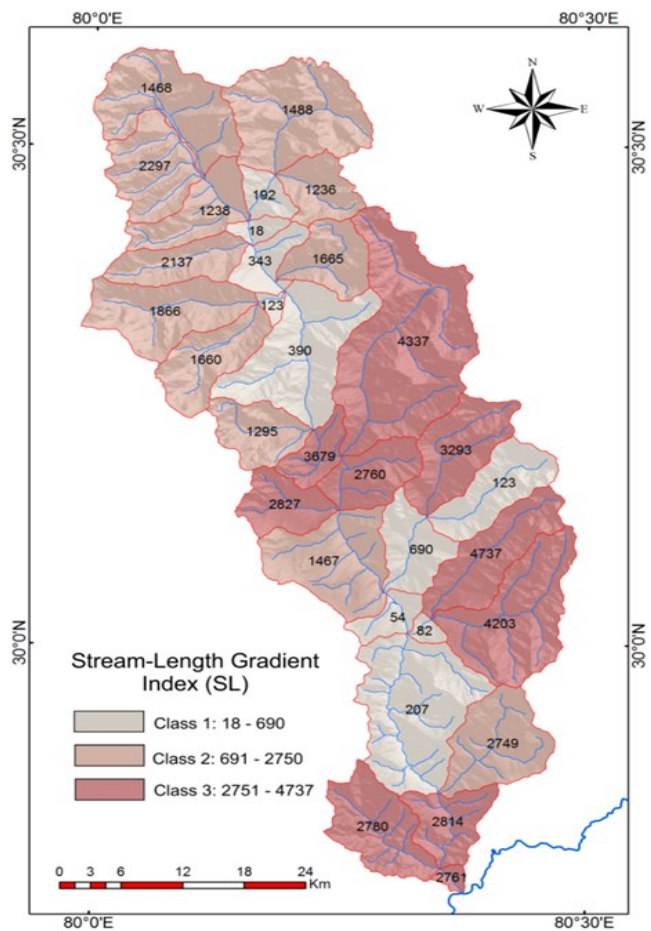 80°0'E 80°30'E
N
W E
S
30°30'N 30°30'N
1468
1488
2297
1236
192
1238
18
2137
343
1665
123
1866
390
4337
1660
1295
3679
3293
2760
123
2827
690
4737
1467
54
82
4203
30°0'N 30°0'N
Stream-Length Gradient
Index (SL)
Class 1: 18 - 690
Class 2: 691 - 2750
Class 3: 2751 - 4737
207
2749
2780
2814
2761
0 3 6 12 18 24
Km
80°0'E 80°30'E